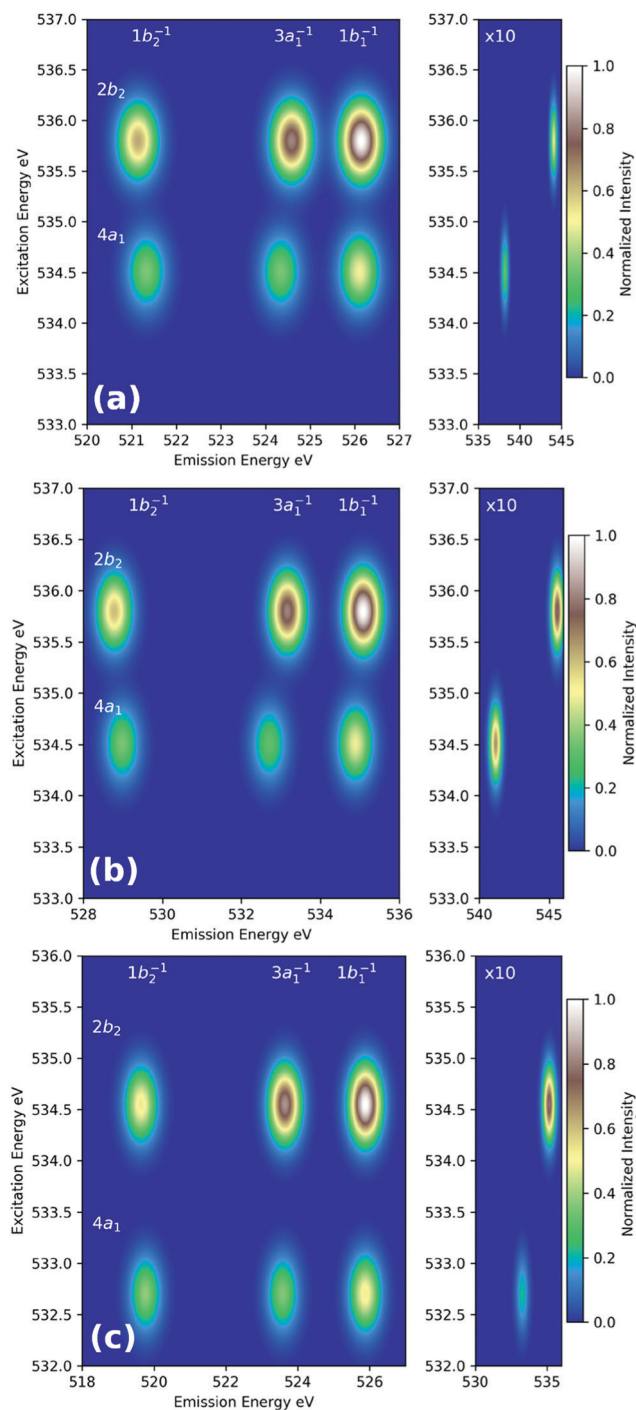 1b₂⁻¹ 3a₁⁻¹ 1b₁⁻¹
x10
537.0
536.5
536.0
535.5
535.0
534.5
534.0
533.5
533.0
Excitation Energy eV
2b₂
4a₁
(a)
520 521 522 523 524 525 526 527
Emission Energy eV
537.0
536.5
536.0
535.5
535.0
534.5
534.0
533.5
533.0
535 540 545
1.0
0.8
0.6
0.4
0.2
0.0
Normalized Intensity
1b₂⁻¹ 3a₁⁻¹ 1b₁⁻¹
x10
537.0
536.5
536.0
535.5
535.0
534.5
534.0
533.5
533.0
Excitation Energy eV
2b₂
4a₁
(b)
528 530 532 534 536
Emission Energy eV
537.0
536.5
536.0
535.5
535.0
534.5
534.0
533.5
533.0
540 545
1.0
0.8
0.6
0.4
0.2
0.0
Normalized Intensity
1b₂⁻¹ 3a₁⁻¹ 1b₁⁻¹
x10
536.0
535.5
535.0
534.5
534.0
533.5
533.0
532.5
532.0
Excitation Energy eV
2b₂
4a₁
(c)
518 520 522 524 526
Emission Energy eV
536.0
535.5
535.0
534.5
534.0
533.5
533.0
532.5
532.0
530 535
1.0
0.8
0.6
0.4
0.2
0.0
Normalized Intensity